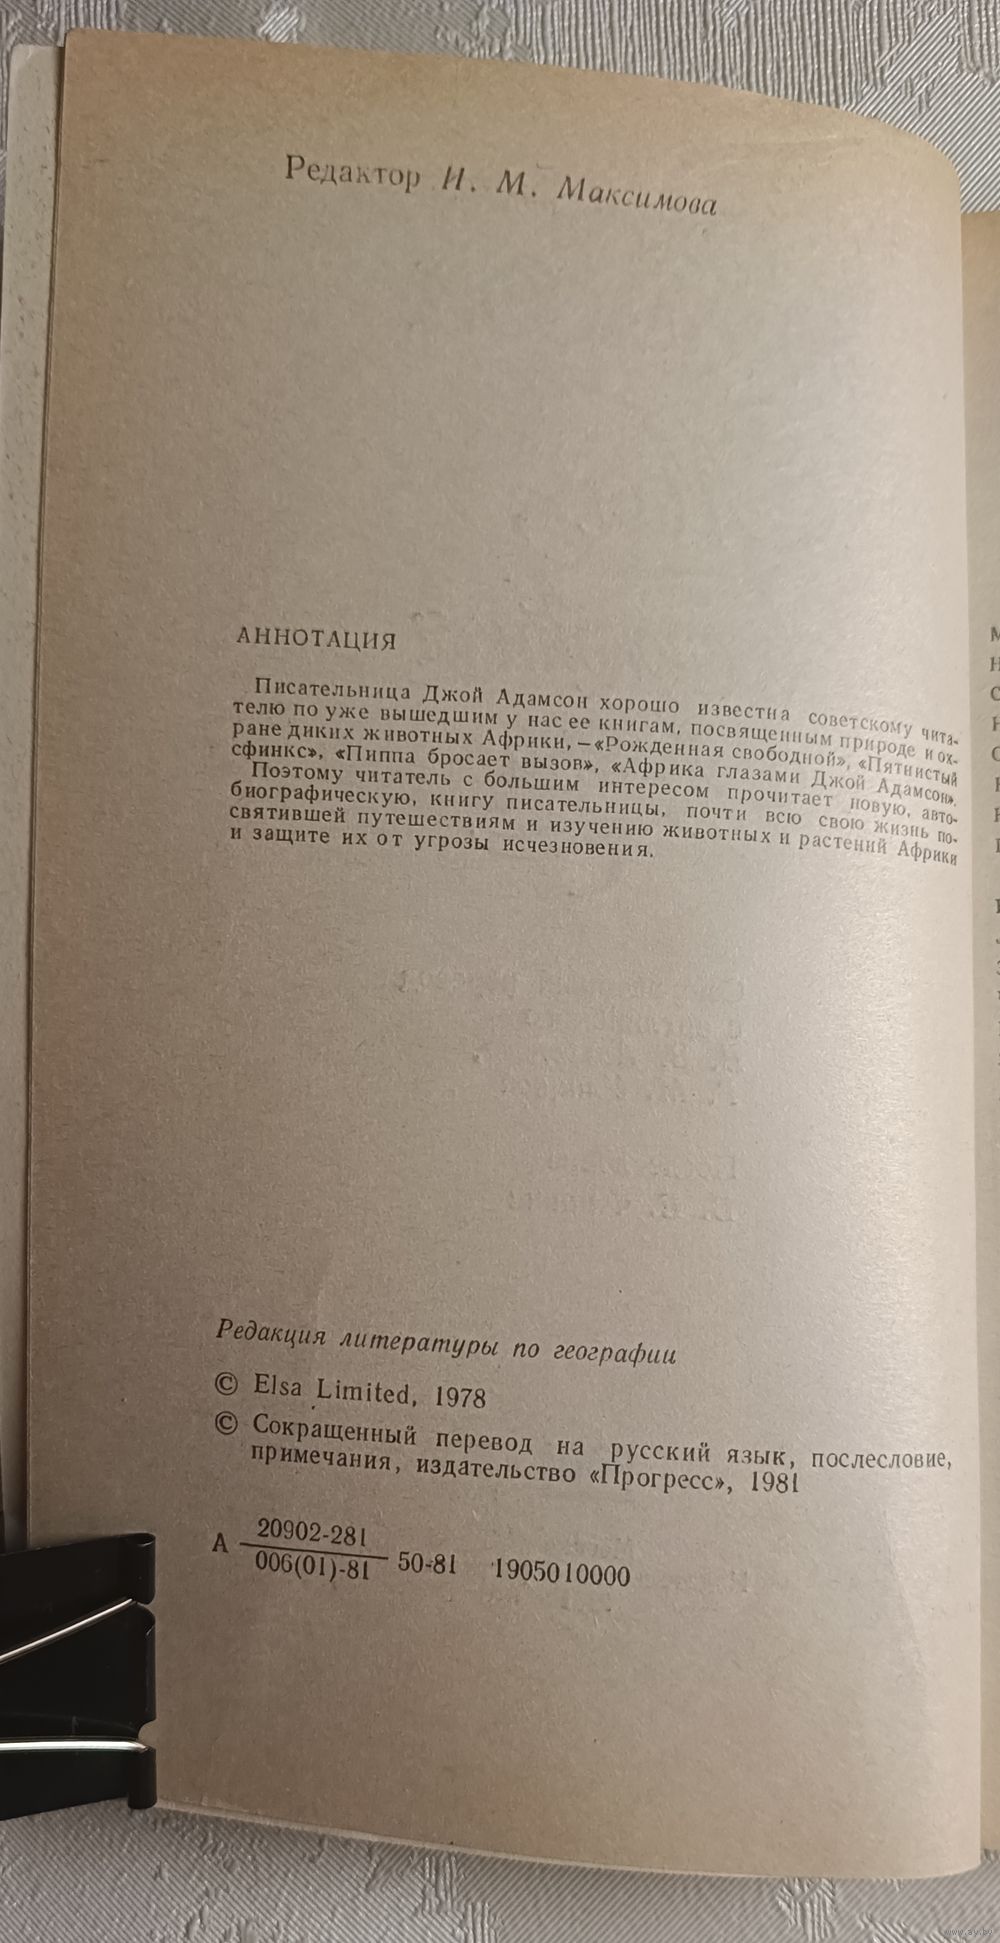 Редактор И. М. Максимова
АННОТАЦИЯ
Писательница Джой Адамсон хорошо известна советскому чита-
телю по уже вышедшим у нас ее книгам, посвященным природе и ох-
ране диких животных Африки, — «Рожденная свободной», «Пятнистый
сфинкс», «Пиппа бросает вызов», «Африка глазами Джой Адамсон».
Поэтому читатель с большим интересом прочитает новую, авто-
биографическую, книгу писательницы, почти всю свою жизнь по-
святившей путешествиям и изучению животных и растений Африки
и защите их от угрозы исчезновения.
Редакция литературы по географии
© Elsa Limited, 1978
© Сокращенный перевод на русский язык, послесловие,
примечания, издательство «Прогресс», 1981
А 20902-281
006(01)-81 50-81 1905010000
www.ay.by